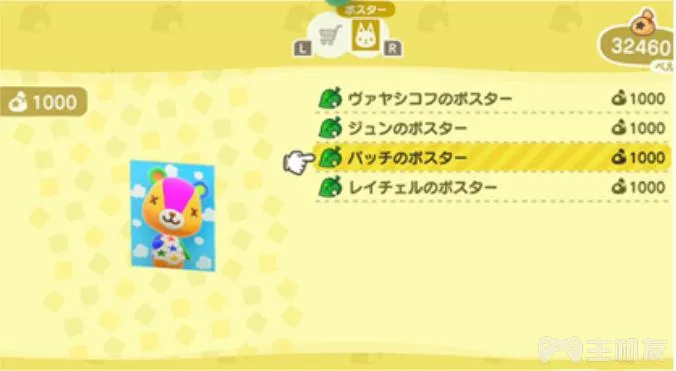 ポスター
L
R
32460
ベル
1000
ヴァヤシコフのポスター 1000
ジュンのポスター 1000
パッチのポスター 1000
レイチェルのポスター 1000
主机友